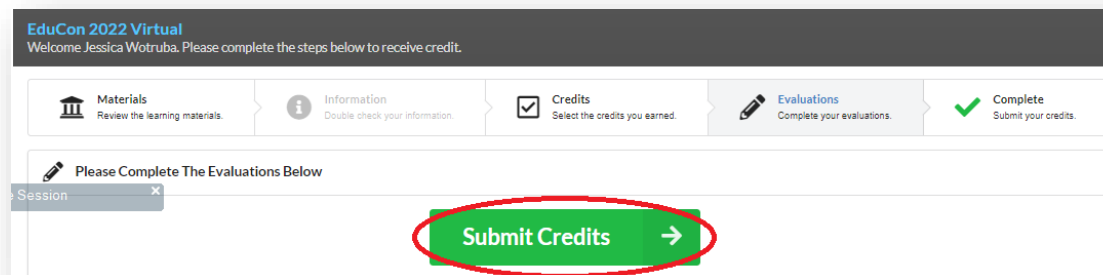 EduCon 2022 Virtual
Welcome Jessica Wotruba. Please complete the steps below to receive credit.
Materials
Review the learning materials.
Information
Double check your information.
Credits
Select the credits you earned.
Evaluations
Complete your evaluations.
Complete
Submit your credits.
Please Complete The Evaluations Below
Session
Submit Credits